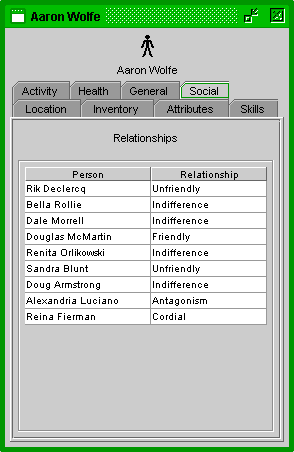 Aaron Wolfe
Aaron Wolfe
Activity Health General Social
Location Inventory Attributes Skills
Relationships
Person Relationship
Rik Declercq Unfriendly
Bella Rollie Indifference
Dale Morrell Indifference
Douglas McMartin Friendly
Renita Orlikowski Indifference
Sandra Blunt Unfriendly
Doug Armstrong Indifference
Alexandria Luciano Antagonism
Reina Fierman Cordial